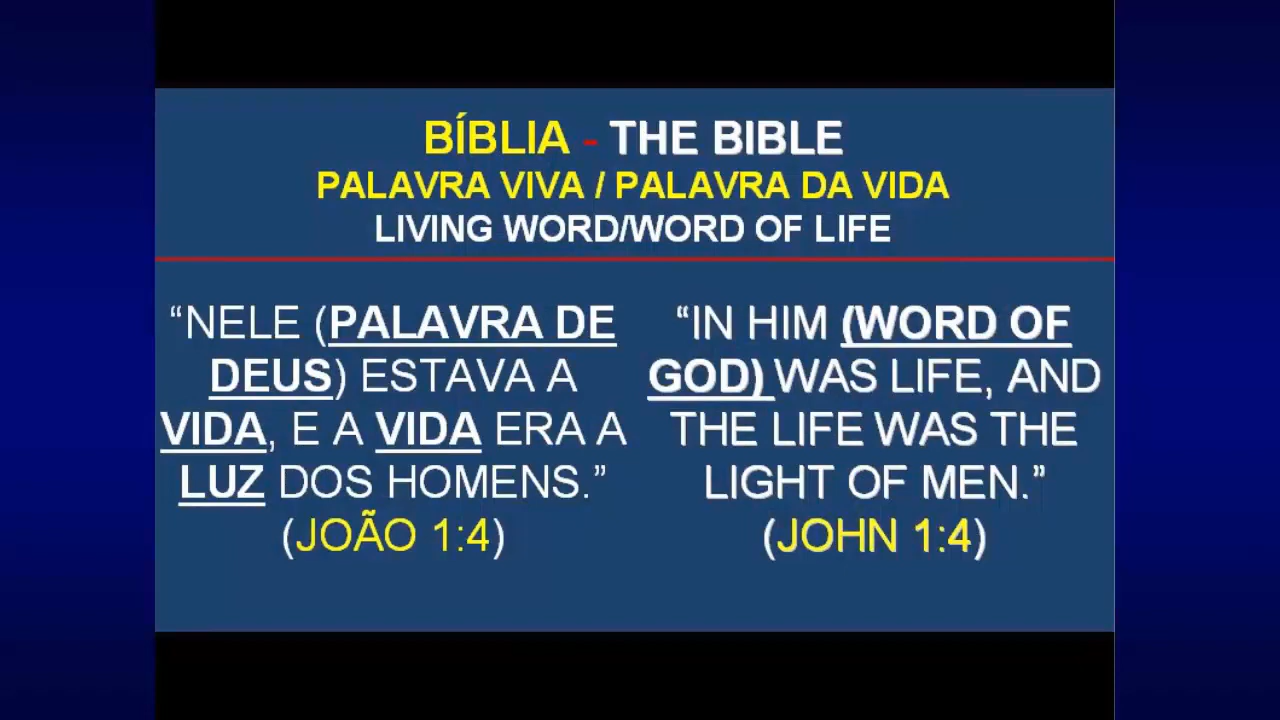 BÍBLIA - THE BIBLE
PALAVRA VIVA / PALAVRA DA VIDA
LIVING WORD/WORD OF LIFE
“NELE (PALAVRA DE
DEUS) ESTAVA A
VIDA, E A VIDA ERA A
LUZ DOS HOMENS.”
(JOÃO 1:4)
“IN HIM (WORD OF
GOD) WAS LIFE, AND
THE LIFE WAS THE
LIGHT OF MEN.”
(JOHN 1:4)